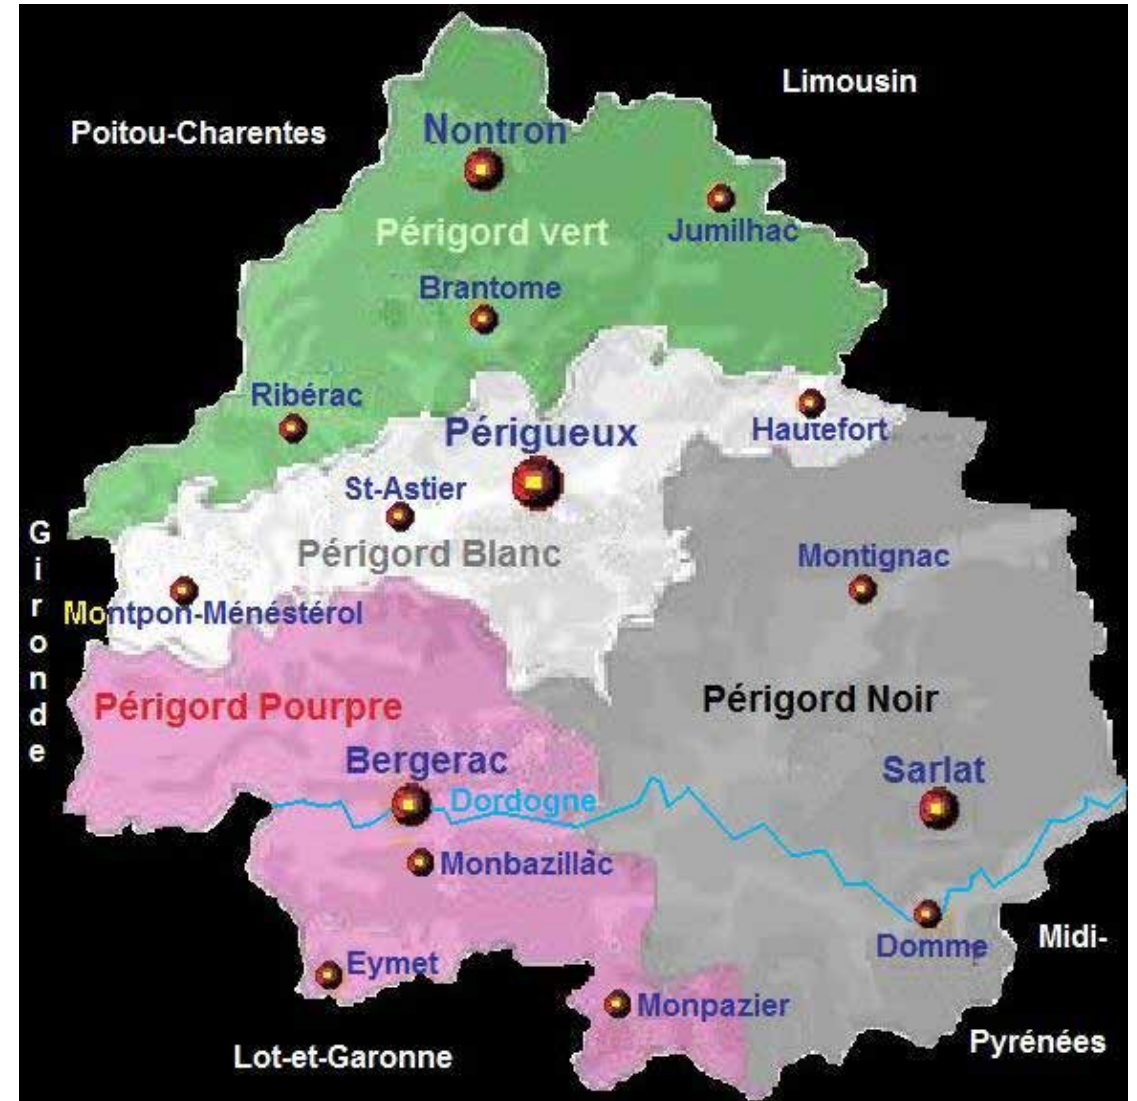 Limousin
Poitou-Charentes
Nontron
Périgord vert
Jumilhac
Brantome
Ribérac
Périgueux
Hautefort
St-Astier
Gironde
Périgord Blanc
Montignac
Montpon-Ménéstérol
Périgord Pourpre
Périgord Noir
Bergerac
Sarlat
Dordogne
Monbazillac
Domme
Midi-
Eymet
Monpazier
Pyrénées
Lot-et-Garonne